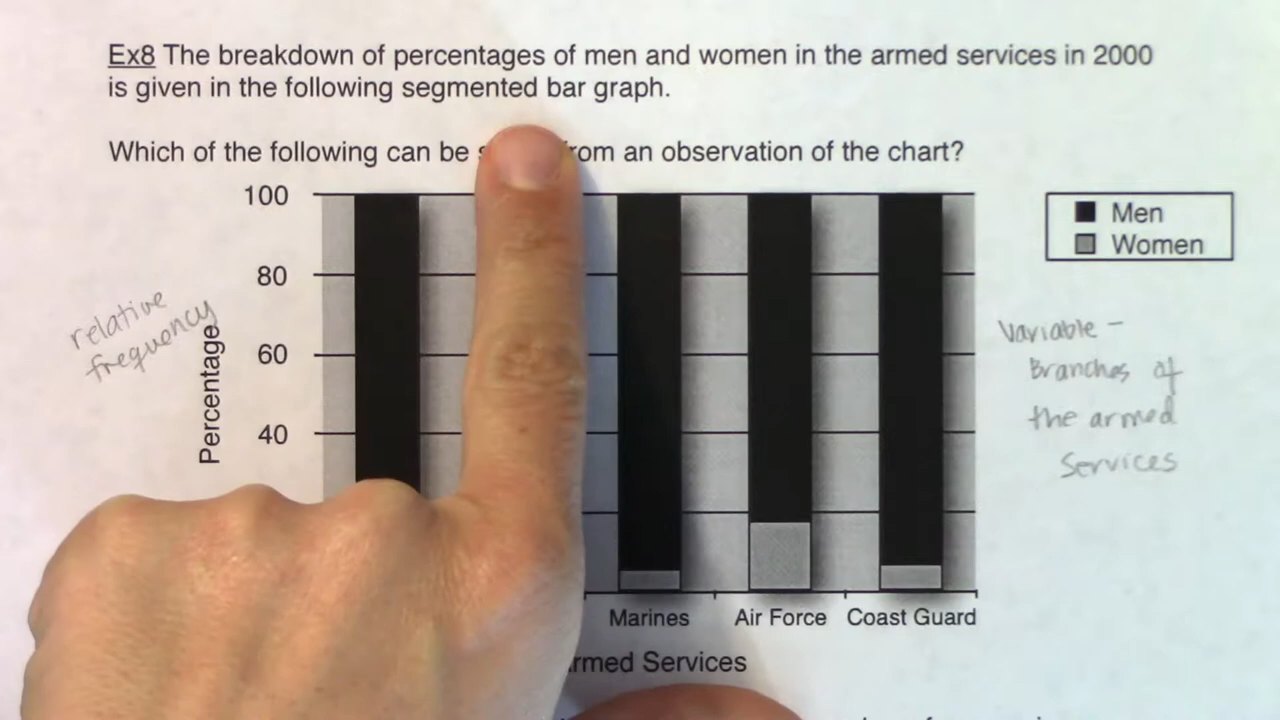 Ex8 The breakdown of percentages of men and women in the armed services in 2000
is given in the following segmented bar graph.
Which of the following can be from an observation of the chart?
100
80
60
40
Percentage
relative
frequency
Men
Women
Variable -
Branches of
the armed
Services
Marines Air Force Coast Guard
Services